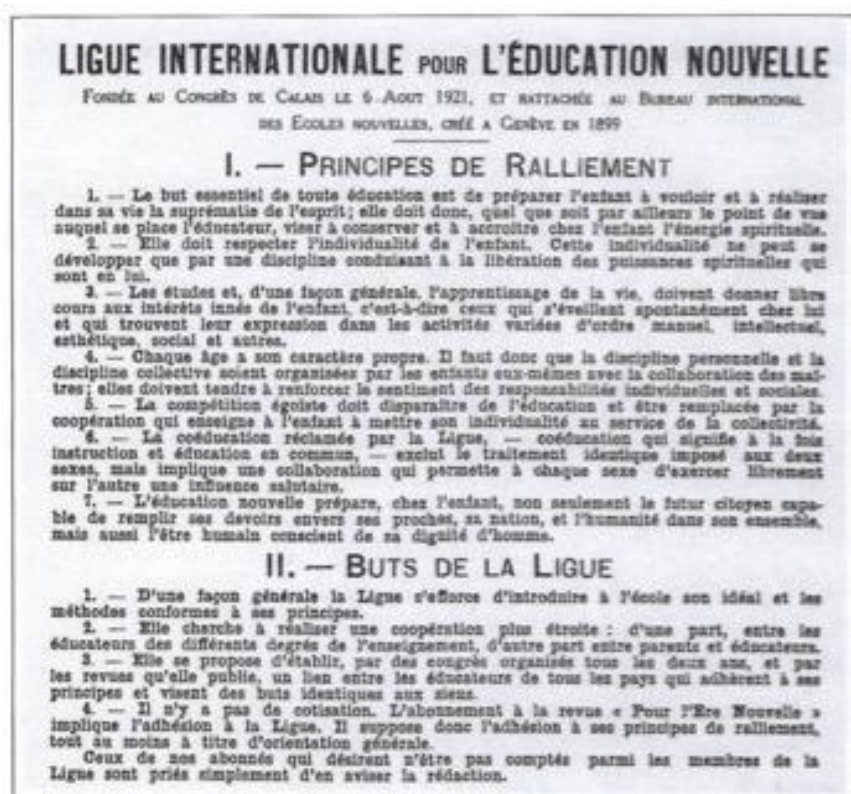 LIGUE INTERNATIONALE POUR L'ÉDUCATION NOUVELLE
FONDÉE AU CONGRÈS DE CALAIS LE 6 AOUT 1921, ET RATTACHÉE AU BUREAU INTERNATIONAL
DES ECOLES NOUVELLES, CRÉÉ A GENÈVE EN 1899
I. — PRINCIPES DE RALLIEMENT
1. — Le but essentiel de toute éducation est de préparer l'enfant à vouloir et à réaliser
dans sa vie la suprématie de l'esprit; elle doit donc, quel que soit par ailleurs le point de vue
auquel se place l'éducateur, viser à conserver et à accroître chez l'enfant l'énergie spirituelle.
2. — Elle doit respecter l'individualité de l'enfant. Cette individualité ne peut se
développer que par une discipline conduisant à la libération des puissances spirituelles qui
sont en lui.
3. — Les études et, d'une façon générale, l'apprentissage de la vie, doivent donner libre
cours aux intérêts innés de l'enfant, c'est-à-dire ceux qui s'éveillent spontanément chez lui
et qui trouvent leur expression dans les activités variées d'ordre manuel, intellectuel,
esthétique, social et autres.
4. — Chaque âge a son caractère propre. Il faut donc que la discipline personnelle et la
discipline collective soient organisées par les enfants eux-mêmes avec la collaboration des maî-
tres; elles doivent tendre à renforcer le sentiment des responsabilités individuelles et sociales.
5. — La compétition égoïste doit disparaître de l'éducation et être remplacée par la
coopération qui enseigne à l'enfant à mettre son individualité au service de la collectivité.
6. — La coéducation réclamée par la Ligue, — coéducation qui signifie à la fois
instruction et éducation en commun, — exclut le traitement identique imposé aux deux
sexes, mais implique une collaboration qui permette à chaque sexe d'exercer librement
sur l'autre une influence salutaire.
7. — L'éducation nouvelle prépare, chez l'enfant, non seulement le futur citoyen capa-
ble de remplir ses devoirs envers ses proches, sa nation, et l'humanité dans son ensemble,
mais aussi l'être humain conscient de sa dignité d'homme.
II. — BUTS DE LA LIGUE
1. — D'une façon générale la Ligue s'efforce d'introduire à l'école son idéal et les
méthodes conformes à ses principes.
2. — Elle cherche à réaliser une coopération plus étroite : d'une part, entre les
éducateurs des différents degrés de l'enseignement, d'autre part entre parents et éducateurs.
3. — Elle se propose d'établir, par des congrès organisés tous les deux ans, et par
les revues qu'elle publie, un lien entre les éducateurs de tous les pays qui adhèrent à ses
principes et visent des buts identiques aux siens.
4. — Il n'y a pas de cotisation. L'abonnement à la revue « Pour l'Ere Nouvelle »
implique l'adhésion à la Ligue. Il suppose donc l'adhésion à ses principes de ralliement,
tout au moins à titre d'orientation générale.
Ceux de nos abonnés qui désirent n'être pas comptés parmi les membres de la
Ligue sont priés simplement d'en aviser la rédaction.